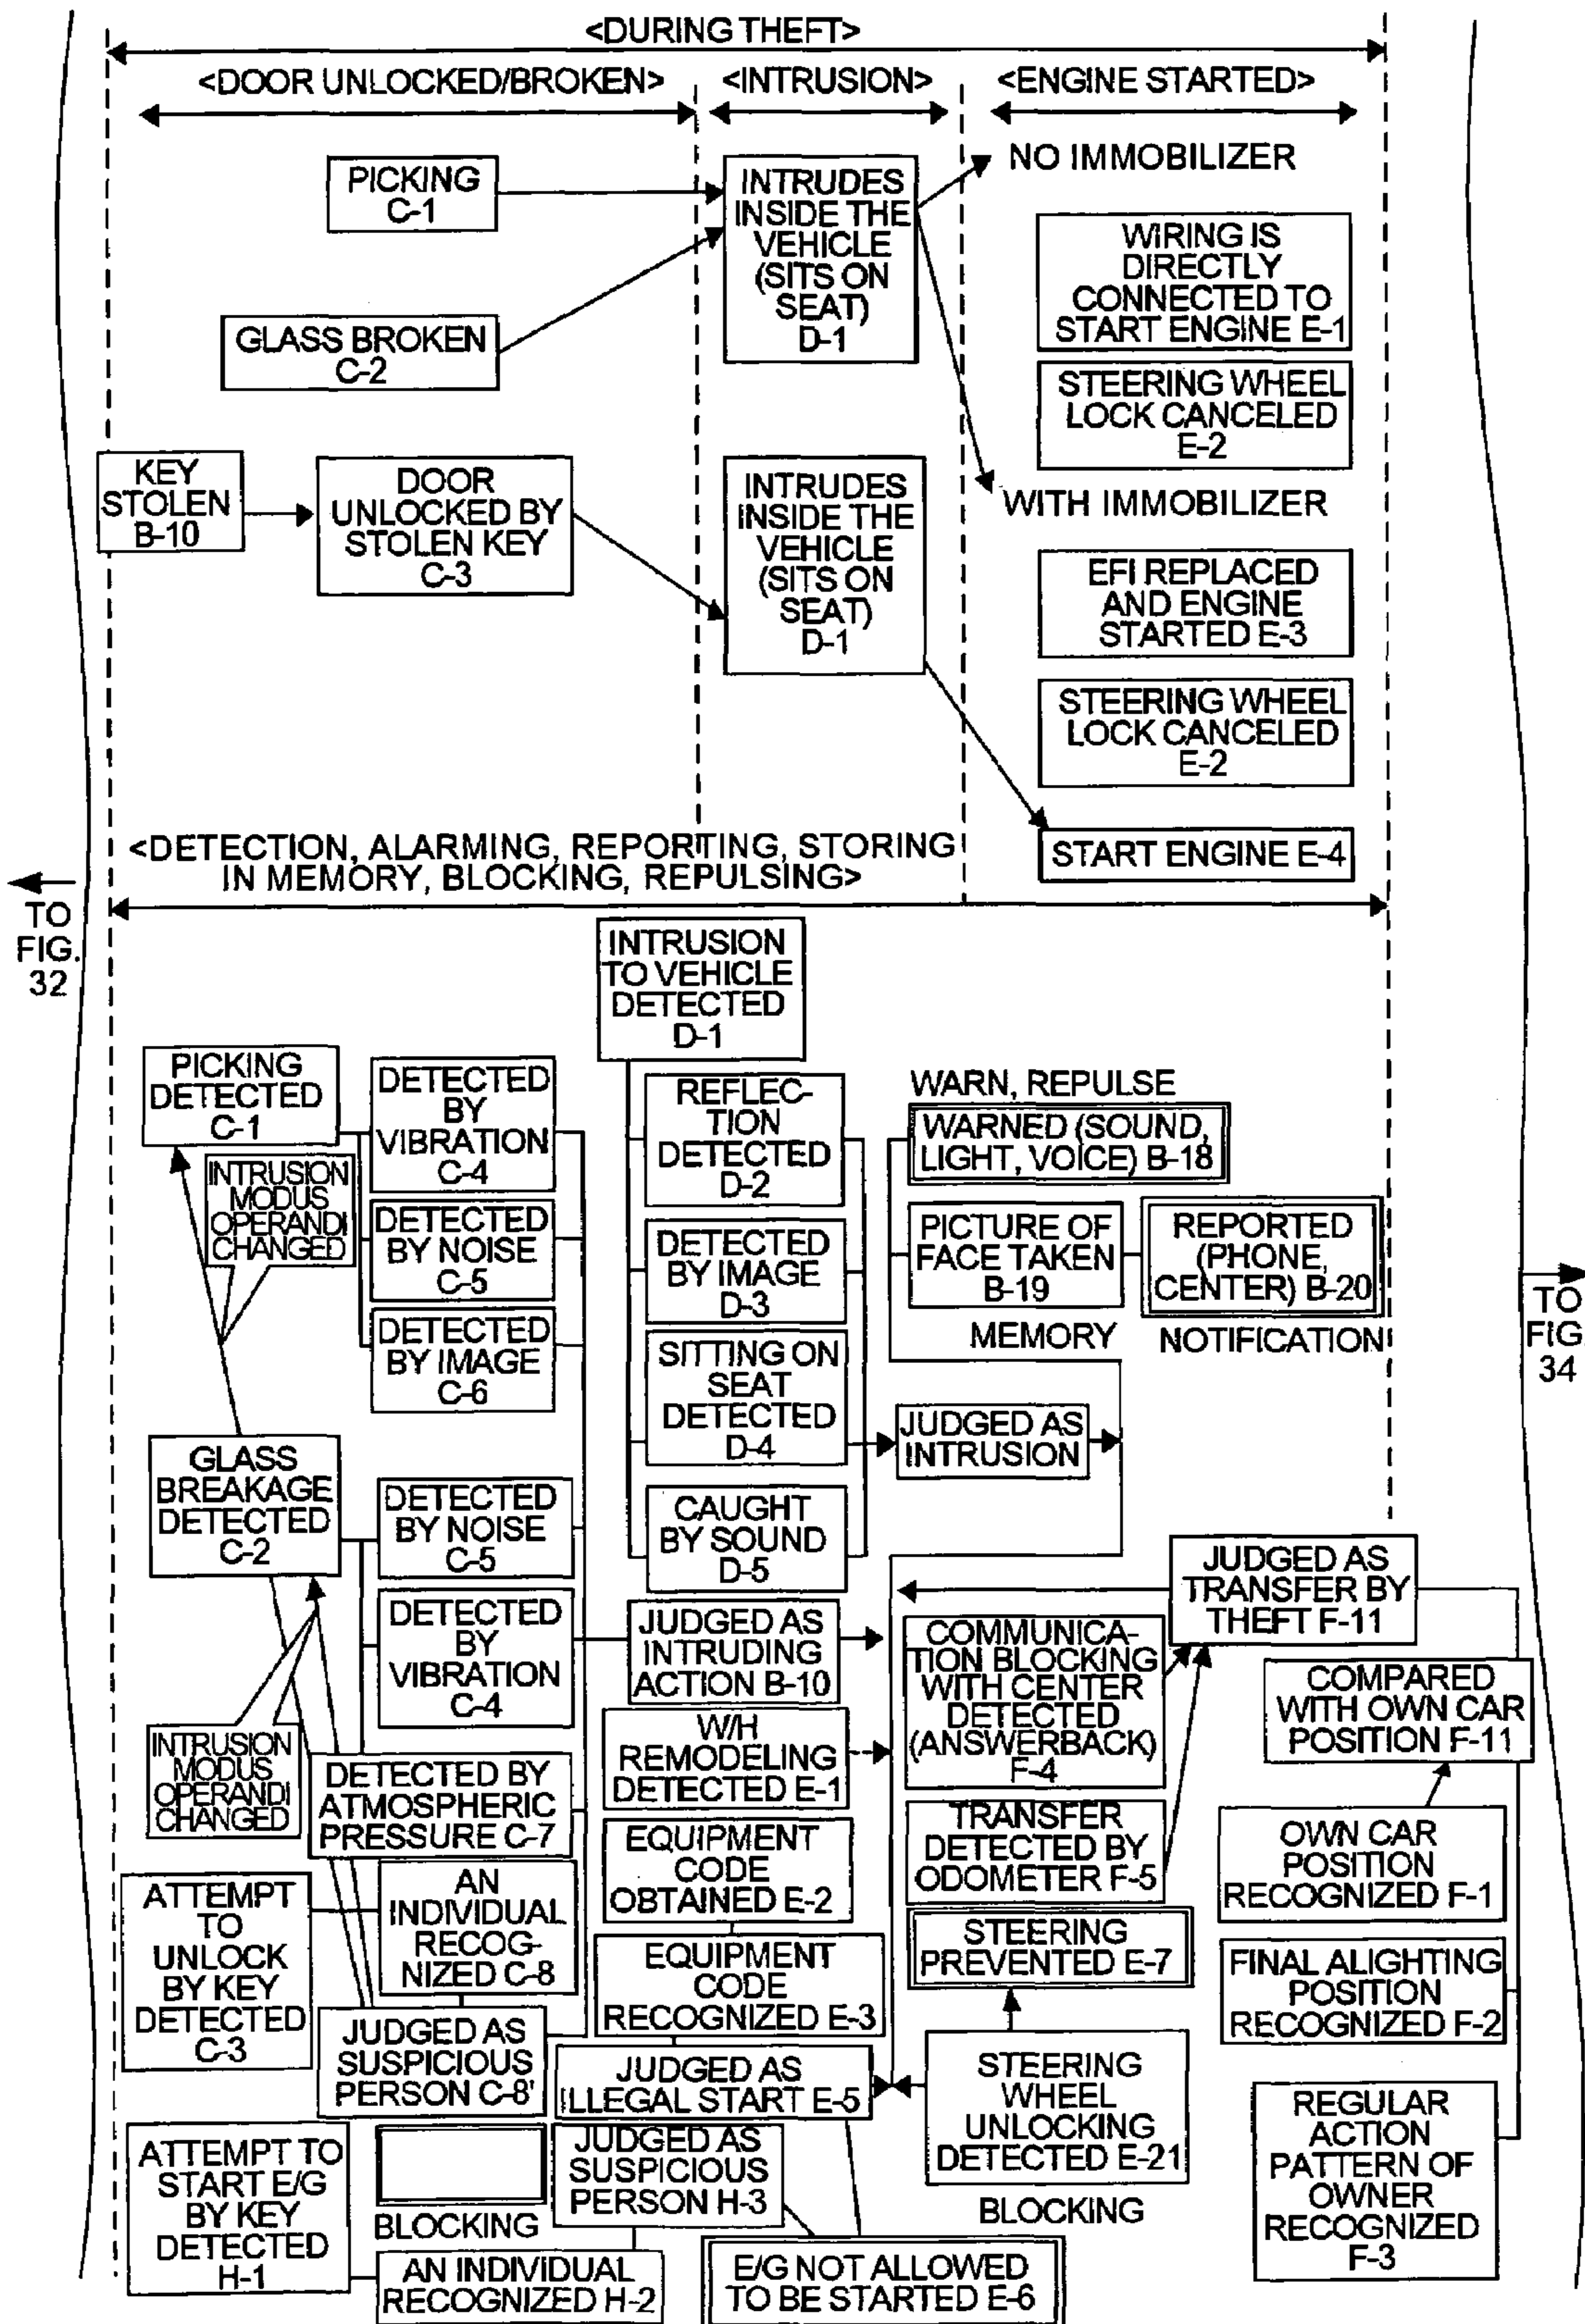 <DURING THEFT>
<DOOR UNLOCKED/BROKEN>
<INTRUSION>
<ENGINE STARTED>
PICKING
C-1
GLASS BROKEN
C-2
KEY
STOLEN
B-10
DOOR
UNLOCKED BY
STOLEN KEY
C-3
INTRUDES
INSIDE THE
VEHICLE
(SITS ON
SEAT)
D-1
INTRUDES
INSIDE THE
VEHICLE
(SITS ON
SEAT)
D-1
NO IMMOBILIZER
WIRING IS
DIRECTLY
CONNECTED TO
START ENGINE E-1
STEERING WHEEL
LOCK CANCELED
E-2
WITH IMMOBILIZER
EFI REPLACED
AND ENGINE
STARTED E-3
STEERING WHEEL
LOCK CANCELED
E-2
START ENGINE E-4
<DETECTION, ALARMING, REPORTING, STORING
IN MEMORY, BLOCKING, REPULSING>
TO
FIG.
32
INTRUSION
TO VEHICLE
DETECTED
D-1
PICKING
DETECTED
C-1
INTRUSION
MODUS
OPERANDI
CHANGED
DETECTED
BY
VIBRATION
C-4
DETECTED
BY NOISE
C-5
DETECTED
BY IMAGE
C-6
REFLEC-
TION
DETECTED
D-2
DETECTED
BY IMAGE
D-3
SITTING ON
SEAT
DETECTED
D-4
CAUGHT
BY SOUND
D-5
WARN, REPULSE
WARNED (SOUND,
LIGHT, VOICE) B-18
PICTURE OF
FACE TAKEN
B-19
MEMORY
REPORTED
(PHONE,
CENTER) B-20
NOTIFICATION
TO
FIG.
34
JUDGED AS
INTRUSION
GLASS
BREAKAGE
DETECTED
C-2
DETECTED
BY NOISE
C-5
DETECTED
BY
VIBRATION
C-4
INTRUSION
MODUS
OPERANDI
CHANGED
DETECTED BY
ATMOSPHERIC
PRESSURE C-7
JUDGED AS
INTRUDING
ACTION B-10
W/H
REMODELING
DETECTED E-1
EQUIPMENT
CODE
OBTAINED E-2
EQUIPMENT
CODE
RECOGNIZED E-3
JUDGED AS
ILLEGAL START E-5
JUDGED AS
TRANSFER BY
THEFT F-11
COMMUNICA-
TION BLOCKING
WITH CENTER
DETECTED
(ANSWERBACK)
F-4
TRANSFER
DETECTED BY
ODOMETER F-5
STEERING
PREVENTED E-7
STEERING
WHEEL
UNLOCKING
DETECTED E-21
BLOCKING
COMPARED
WITH OWN CAR
POSITION F-11
OWN CAR
POSITION
RECOGNIZED F-1
FINAL ALIGHTING
POSITION
RECOGNIZED F-2
REGULAR
ACTION
PATTERN OF
OWNER
RECOGNIZED
F-3
ATTEMPT
TO
UNLOCK
BY KEY
DETECTED
C-3
AN
INDIVIDUAL
RECOG-
NIZED C-8
JUDGED AS
SUSPICIOUS
PERSON C-8'
ATTEMPT TO
START E/G
BY KEY
DETECTED
H-1
BLOCKING
JUDGED AS
SUSPICIOUS
PERSON H-3
AN INDIVIDUAL
RECOGNIZED H-2
E/G NOT ALLOWED
TO BE STARTED E-6